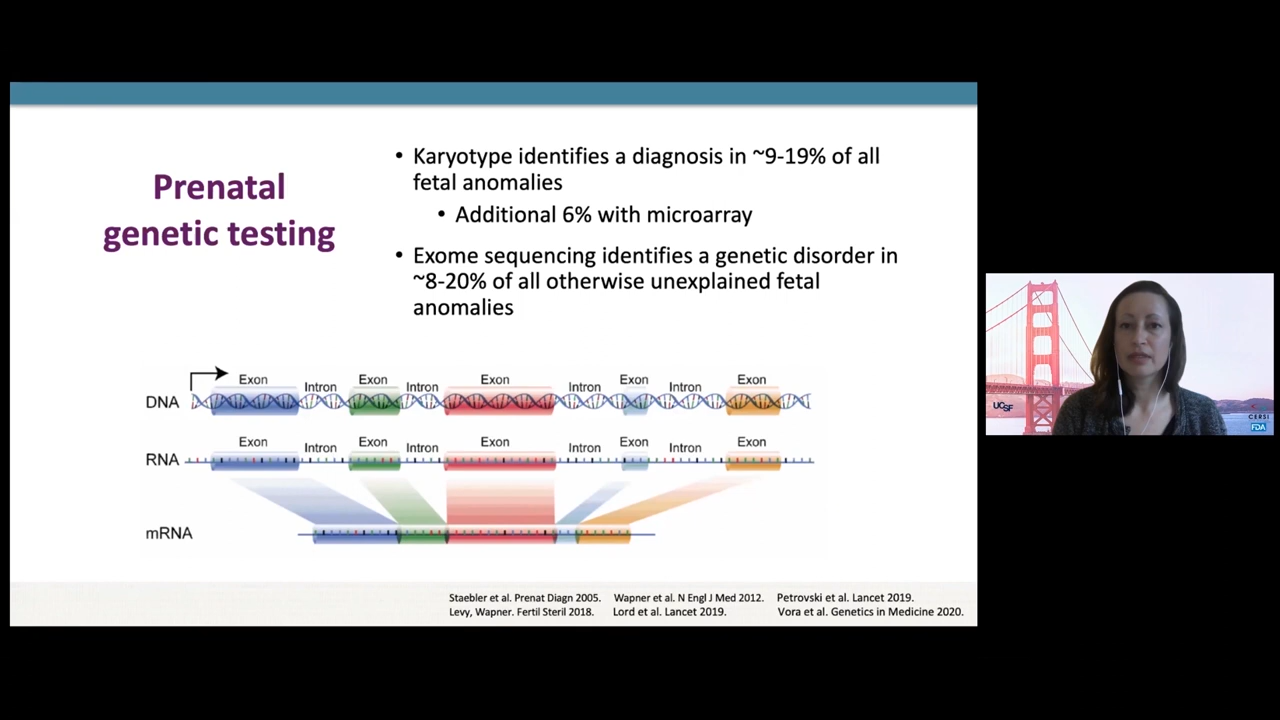 Prenatal
genetic testing
• Karyotype identifies a diagnosis in ~9-19% of all
fetal anomalies
• Additional 6% with microarray
• Exome sequencing identifies a genetic disorder in
~8-20% of all otherwise unexplained fetal
anomalies
Exon Intron Exon Intron Exon Intron Exon Intron Exon
DNA
Exon Intron Exon Intron Exon Intron Exon Intron Exon
RNA
mRNA
Staebler et al. Prenat Diagn 2005. Wapner et al. N Engl J Med 2012. Petrovski et al. Lancet 2019.
Levy, Wapner. Fertil Steril 2018. Lord et al. Lancet 2019. Vora et al. Genetics in Medicine 2020.
UCSF
CERSI
FDA